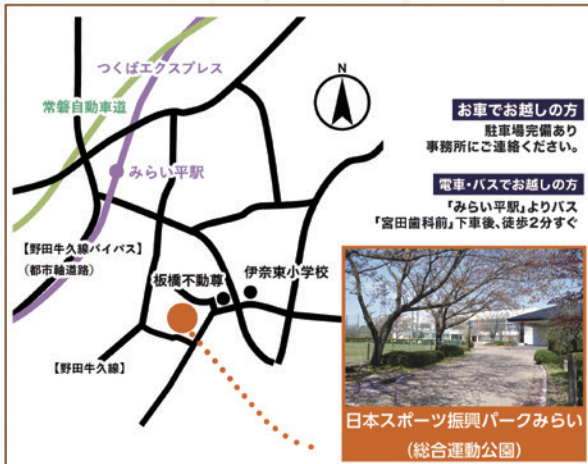 つくばエクスプレス
常磐自動車道
みらい平駅
N
お車でお越しの方
駐車場完備あり
事務所にご連絡ください。
電車・バスでお越しの方
「みらい平駅」よりバス
「宮田歯科前」下車後、徒歩2分すぐ
【野田牛久線バイパス】
（都市軸道路）
板橋不動尊
伊奈東小学校
【野田牛久線】
日本スポーツ振興パークみらい
（総合運動公園）